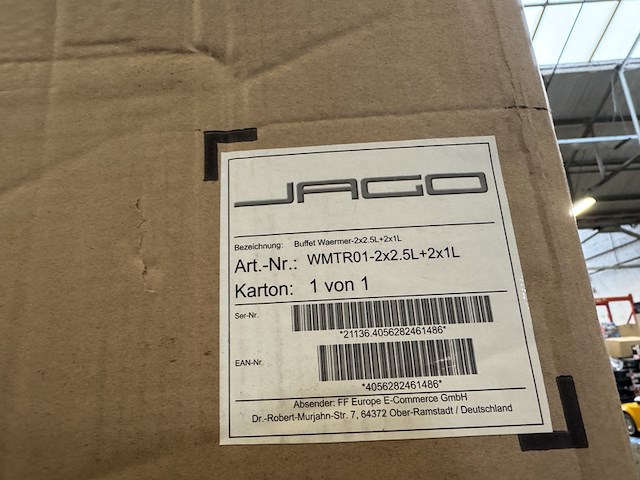 JAGO
Bezeichnung: Buffet Waermer-2x2.5L+2x1L
Art.-Nr.: WMTR01-2x2.5L+2x1L
Karton: 1 von 1
Ser-Nr.
*21136.4056282461486*
EAN-Nr.
*4056282461486*
Absender: FF Europe E-Commerce GmbH
Dr.-Robert-Murjahn-Str. 7, 64372 Ober-Ramstadt / Deutschland